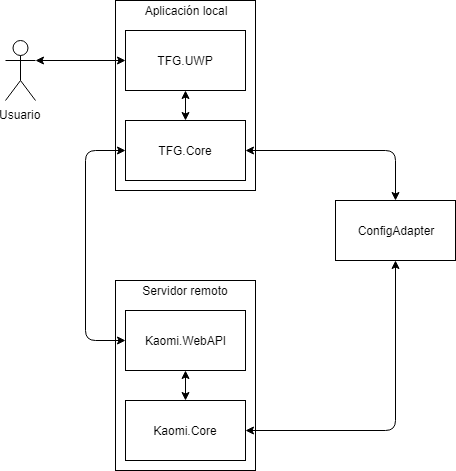 Aplicación local
TFG.UWP
Usuario
TFG.Core
ConfigAdapter
Servidor remoto
Kaomi.WebAPI
Kaomi.Core